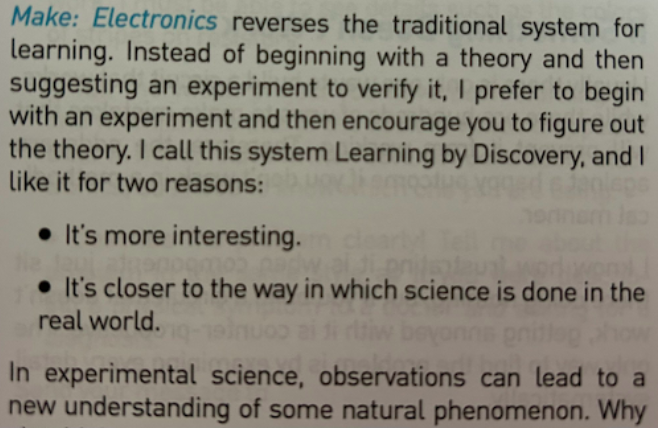 Make: Electronics reverses the traditional system for
learning. Instead of beginning with a theory and then
suggesting an experiment to verify it, I prefer to begin
with an experiment and then encourage you to figure out
the theory. I call this system Learning by Discovery, and I
like it for two reasons:
• It's more interesting.
• It's closer to the way in which science is done in the
real world.
In experimental science, observations can lead to a
new understanding of some natural phenomenon. Why